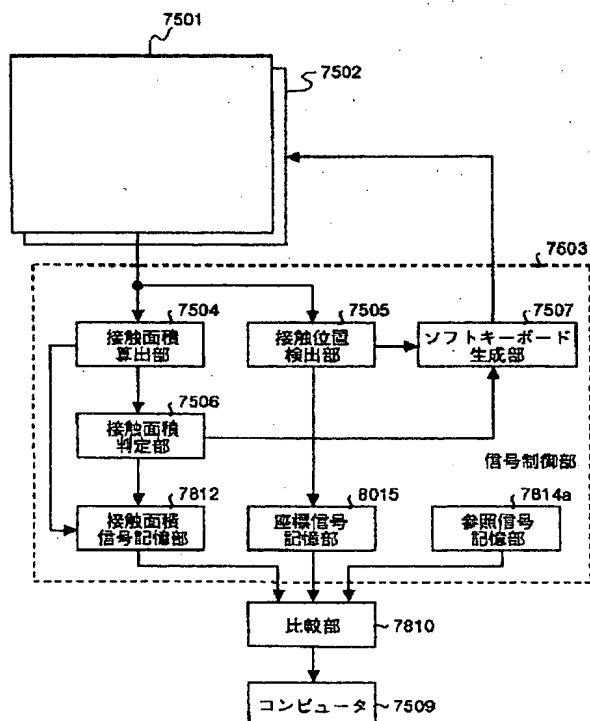 7501
7502
7503
7504
接触面積
算出部
7505
接触位置
検出部
7507
ソフトキーボード
生成部
7506
接触面積
判定部
信号制御部
7812
接触面積
信号記憶部
8015
座標信号
記憶部
7814a
参照信号
記憶部
比較部
7810
コンピュータ
7509